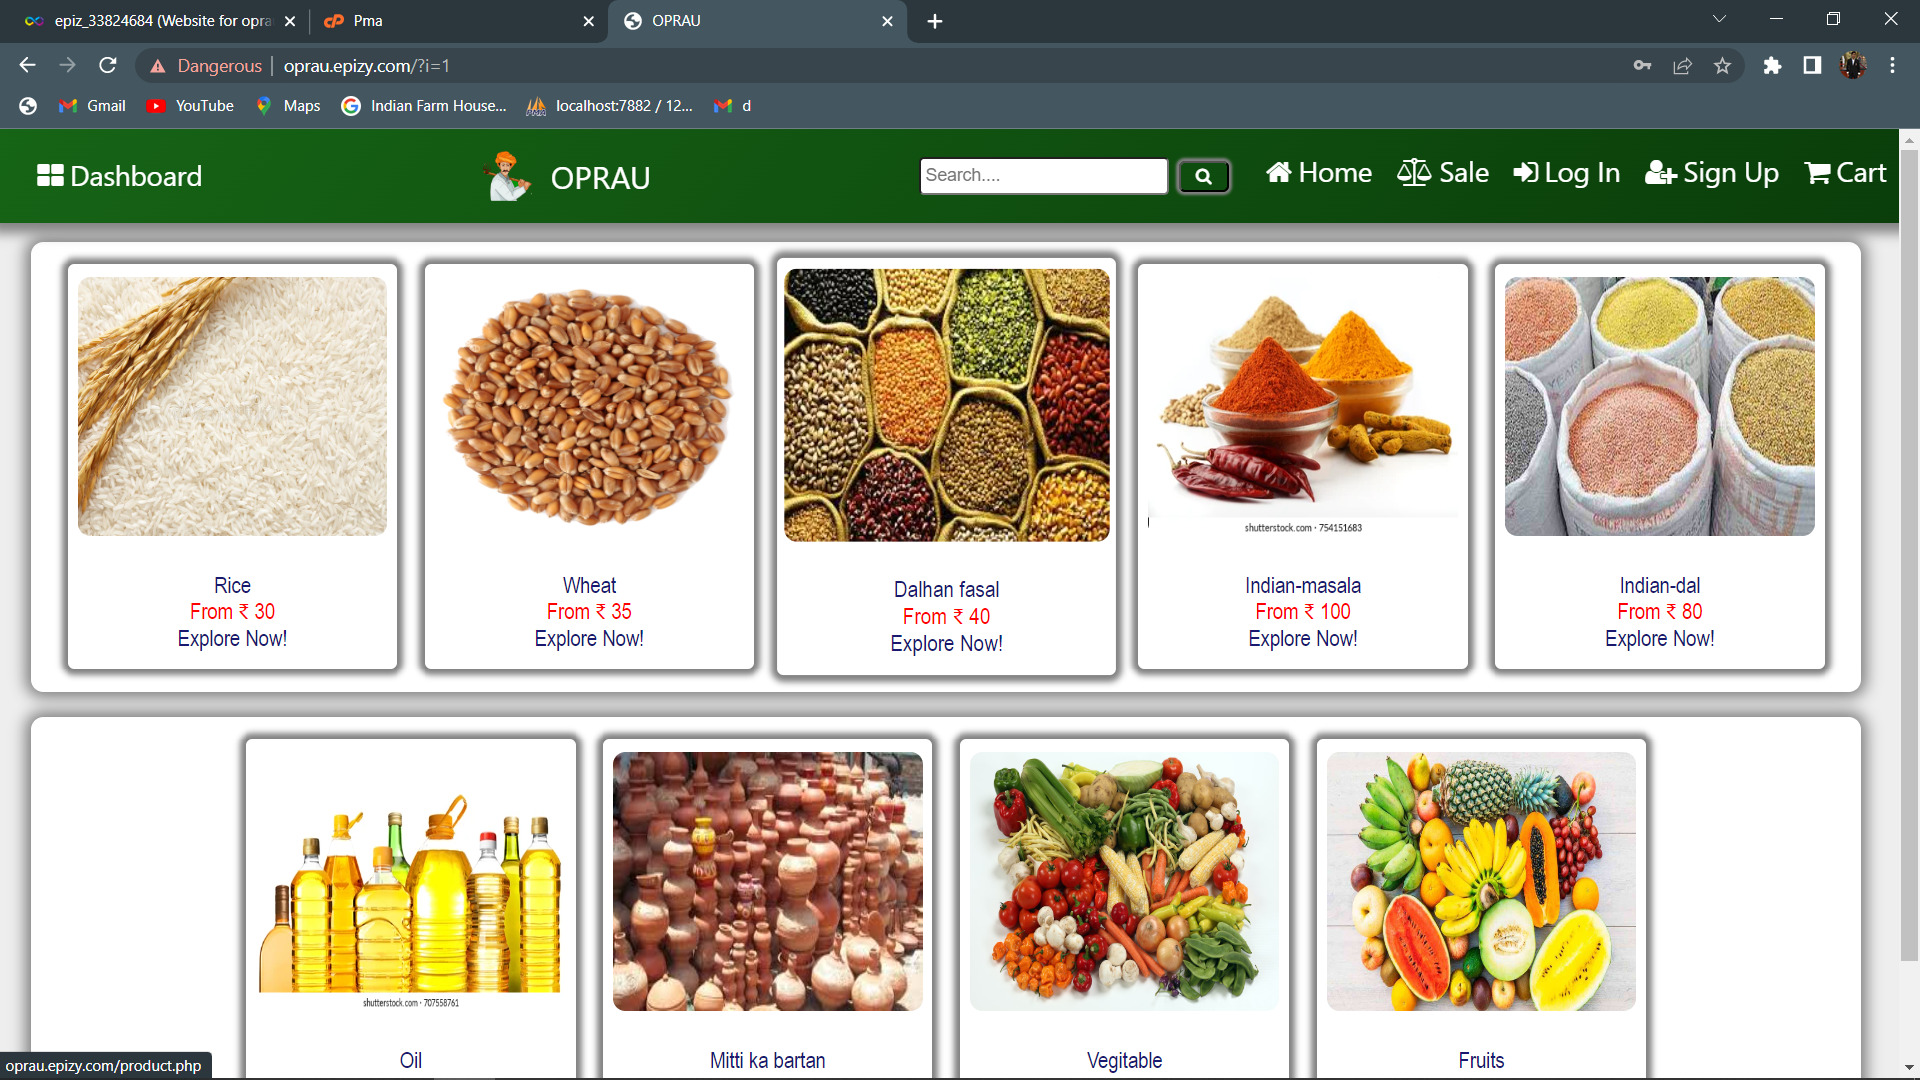 epiz_33824684 (Website for opra
Pma
OPRAU
Dangerous
oprau.epizy.com/?i=1
Gmail
YouTube
Maps
Indian Farm House...
localhost:7882 / 12...
d
Dashboard
OPRAU
Search....
Home
Sale
Log In
Sign Up
Cart
shutterstock.com · 754151683
Rice
From ₹ 30
Explore Now!
Wheat
From ₹ 35
Explore Now!
Dalhan fasal
From ₹ 40
Explore Now!
Indian-masala
From ₹ 100
Explore Now!
Indian-dal
From ₹ 80
Explore Now!
shutterstock.com · 707558761
Oil
Mitti ka bartan
Vegitable
Fruits
oprau.epizy.com/product.php